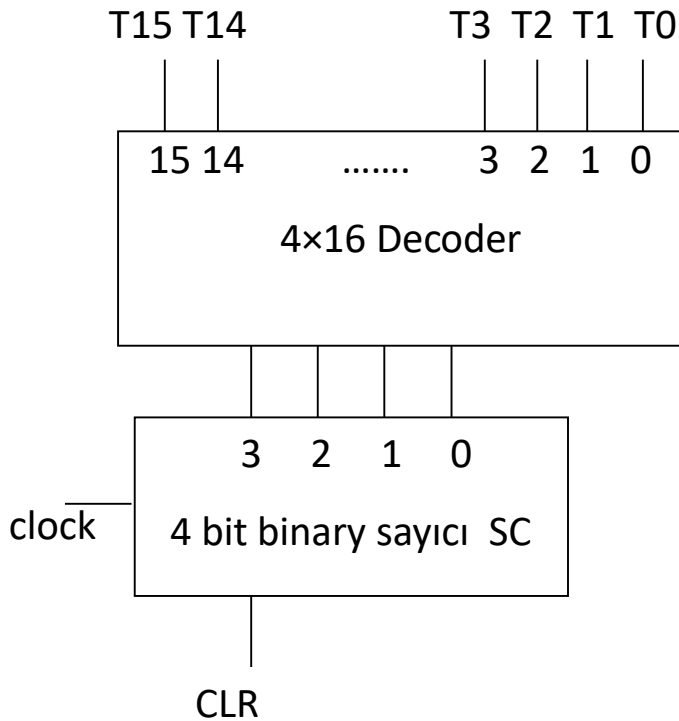 T15 T14 T3 T2 T1 T0
15 14 ....... 3 2 1 0
4×16 Decoder
3 2 1 0
clock
4 bit binary sayıcı SC
CLR